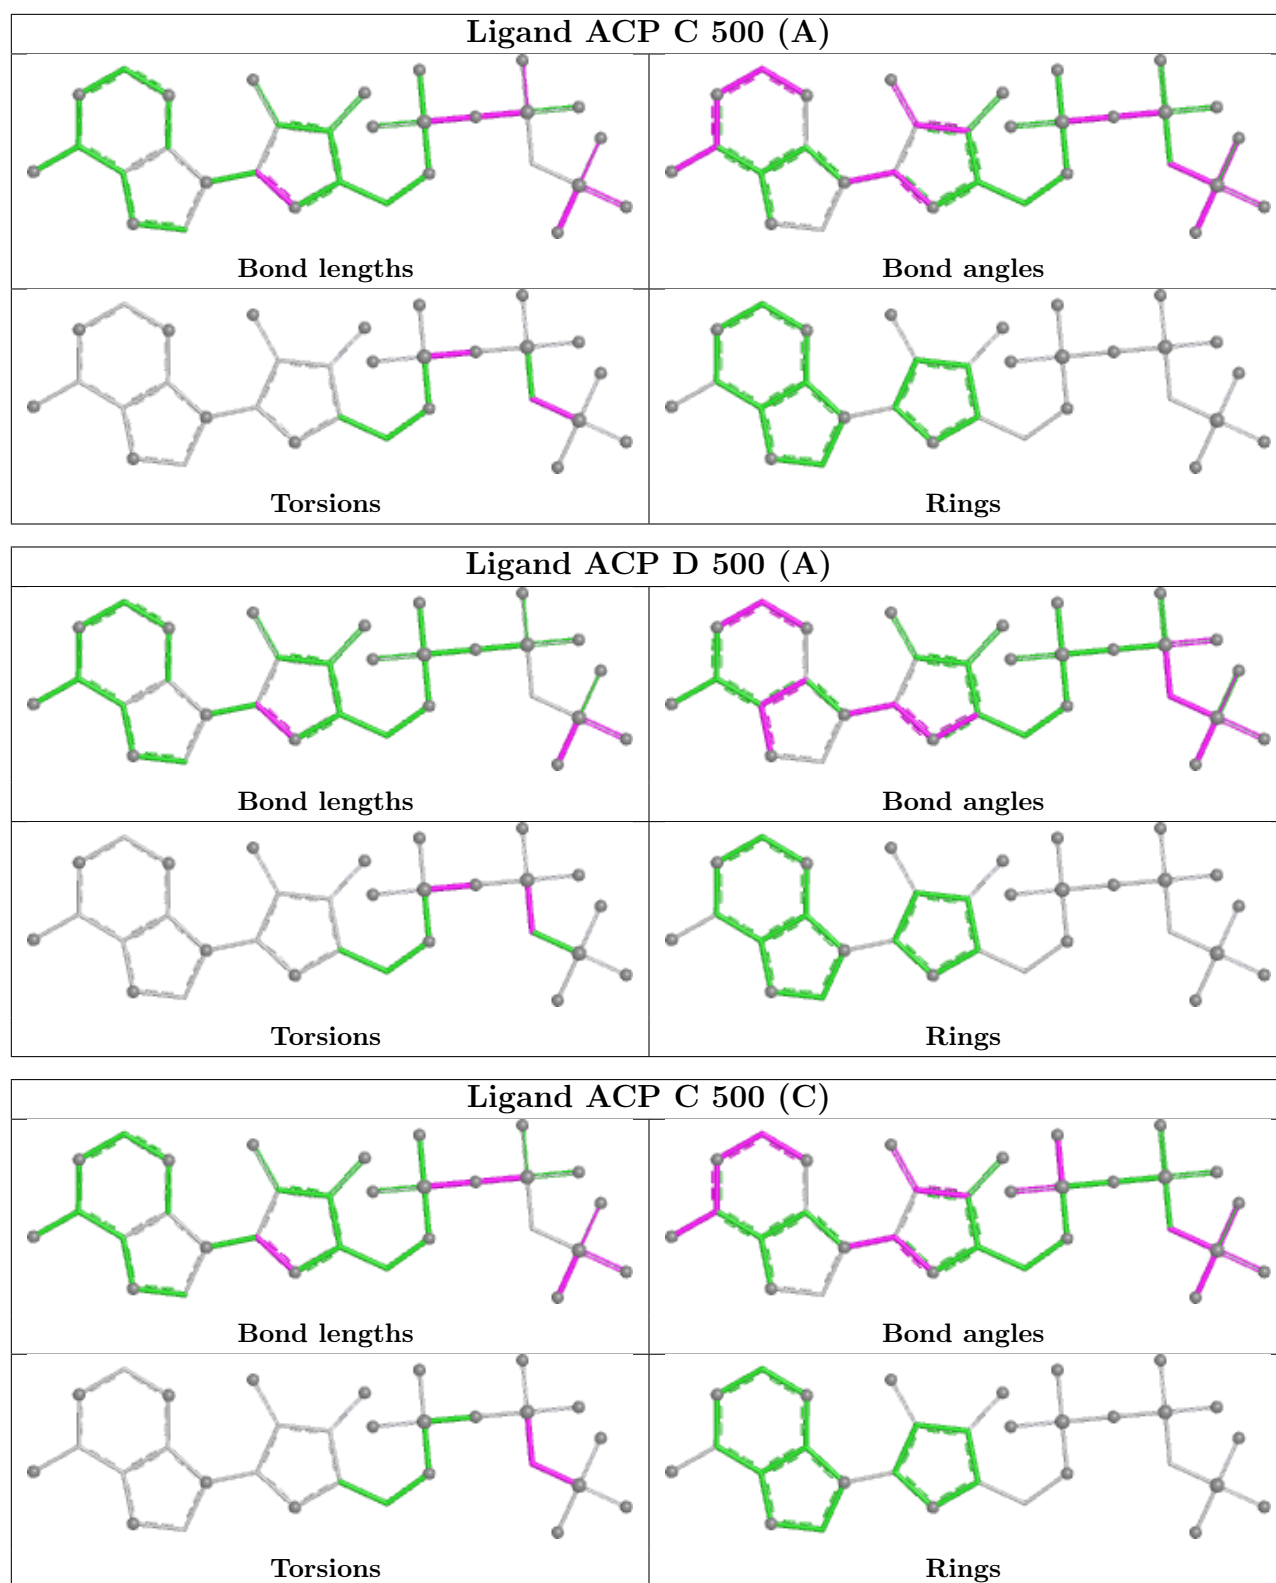 Ligand ACP C 500 (A)
Bond lengths
Bond angles
Torsions
Rings
Ligand ACP D 500 (A)
Bond lengths
Bond angles
Torsions
Rings
Ligand ACP C 500 (C)
Bond lengths
Bond angles
Torsions
Rings